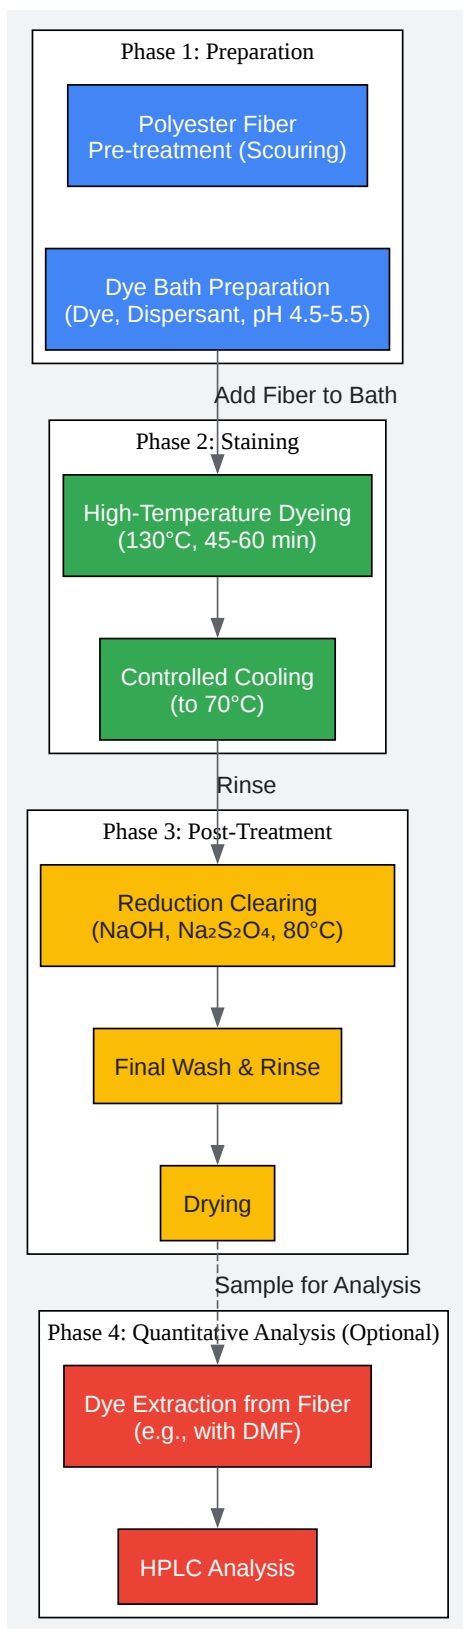 Phase 1: Preparation
Polyester Fiber
Pre-treatment (Scouring)
Dye Bath Preparation
(Dye, Dispersant, pH 4.5-5.5)
Add Fiber to Bath
Phase 2: Staining
High-Temperature Dyeing
(130°C, 45-60 min)
Controlled Cooling
(to 70°C)
Rinse
Phase 3: Post-Treatment
Reduction Clearing
(NaOH, Na₂S₂O₄, 80°C)
Final Wash & Rinse
Drying
Sample for Analysis
Phase 4: Quantitative Analysis (Optional)
Dye Extraction from Fiber
(e.g., with DMF)
HPLC Analysis